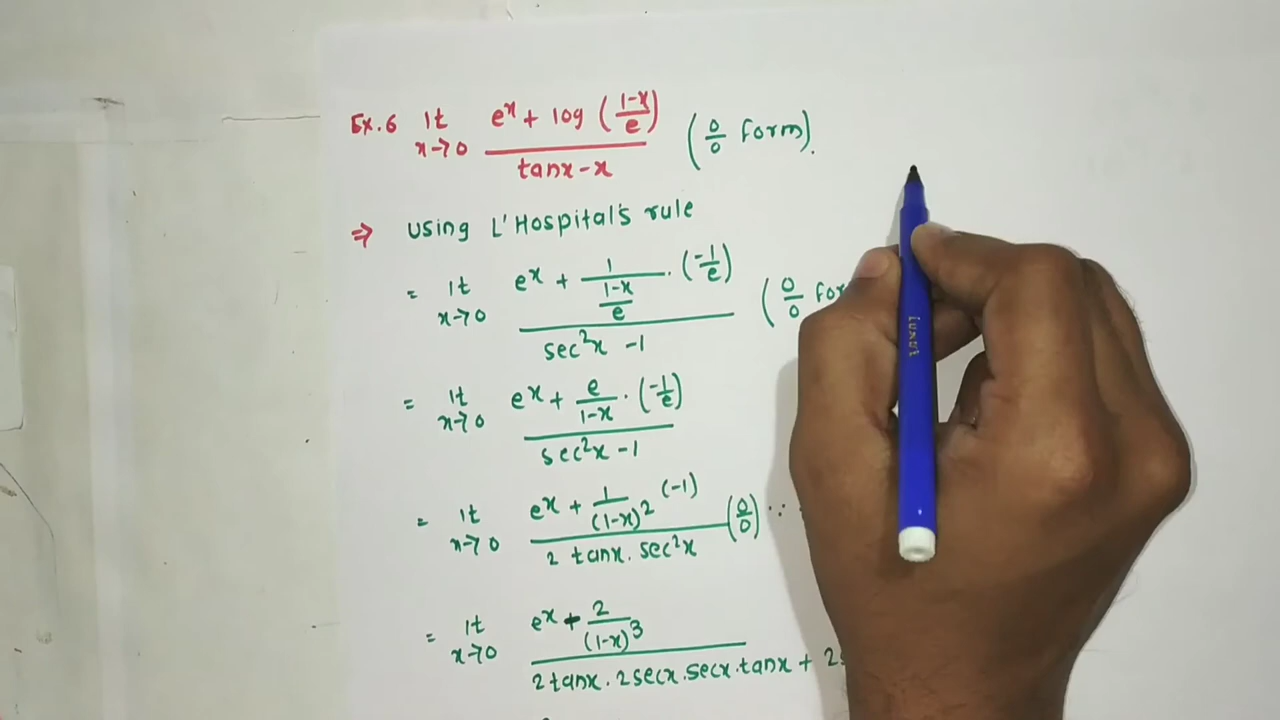 Ex.6 lt x→0 e^x + log ((1-x)/e) / tanx - x (0/0 form).
⇒ Using L'Hospital's rule
= lt x→0 e^x + 1/((1-x)/e) . (-1/e) / sec²x - 1 (0/0
= lt x→0 e^x + e/(1-x) . (-1/e) / sec²x - 1
= lt x→0 e^x + 1/(1-x)² (-1) / 2 tanx . sec²x (0/0) ∵
= lt x→0 e^x - 2/(1-x)³ / 2tanx . 2secx . secx . tanx +